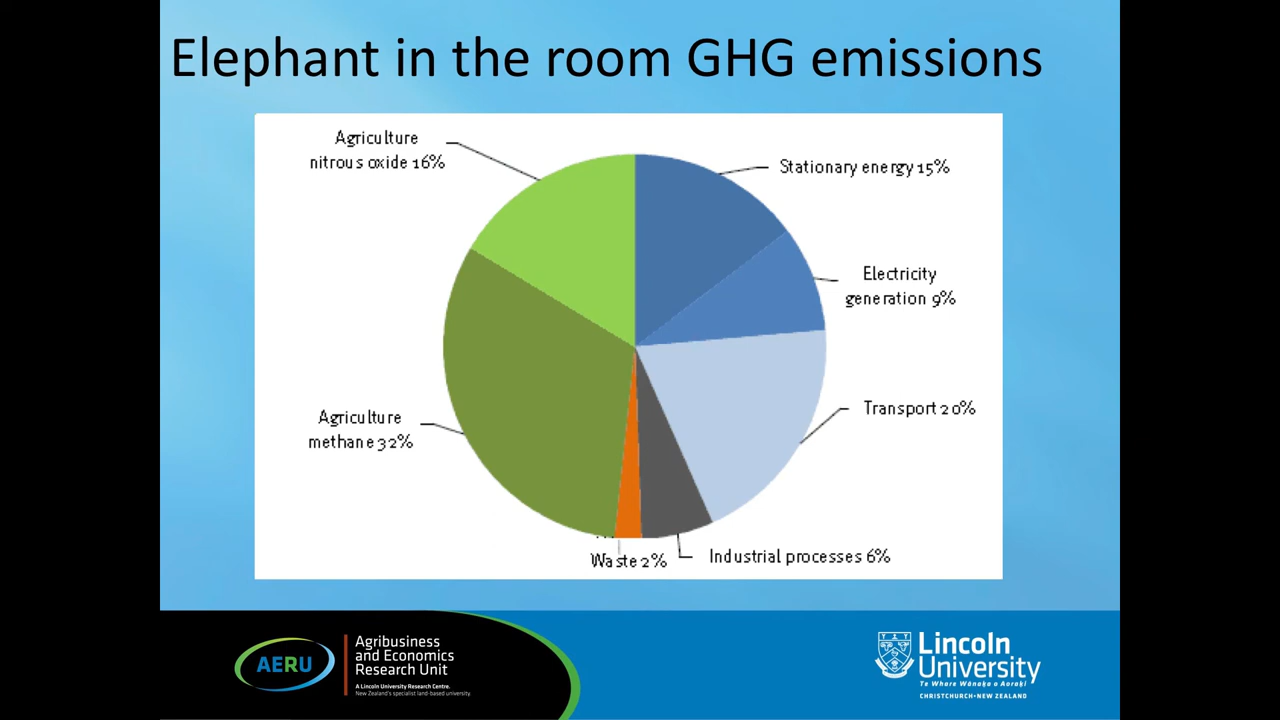 Elephant in the room GHG emissions
Agriculture
nitrous oxide 16%
Stationary energy 15%
Electricity
generation 9%
Transport 20%
Agriculture
methane 32%
Waste 2%
Industrial processes 6%
AERU
Agribusiness
and Economics
Research Unit
A Lincoln University Research Centre.
New Zealand's specialist land-based university.
Lincoln
University
Te Whare Wānaka o Aoraki
CHRISTCHURCH•NEW ZEALAND